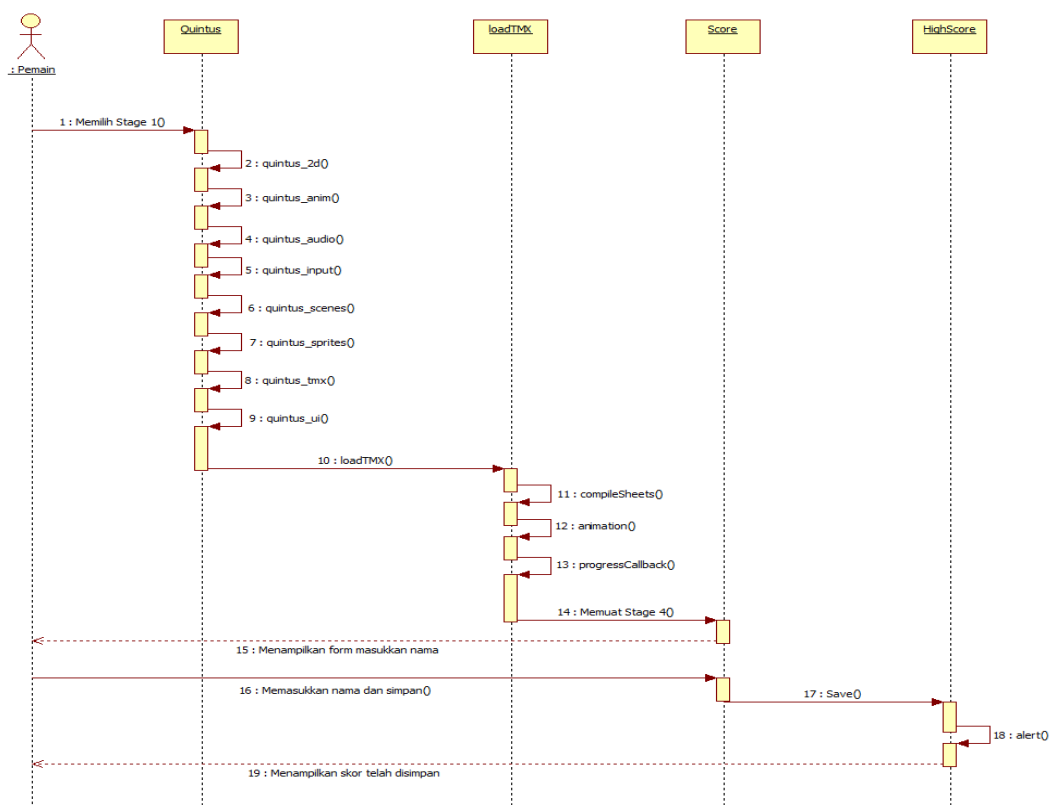 Quintus
loadTMX
Score
HighScore
: Pemain
1 : Memilih Stage 1()
2 : quintus_2d()
3 : quintus_anim()
4 : quintus_audio()
5 : quintus_input()
6 : quintus_scenes()
7 : quintus_sprites()
8 : quintus_tmx()
9 : quintus_ui()
10 : loadTMX()
11 : compileSheets()
12 : animation()
13 : progressCallback()
14 : Memuat Stage 4()
15 : Menampilkan form masukkan nama
16 : Memasukkan nama dan simpan()
17 : Save()
18 : alert()
19 : Menampilkan skor telah disimpan